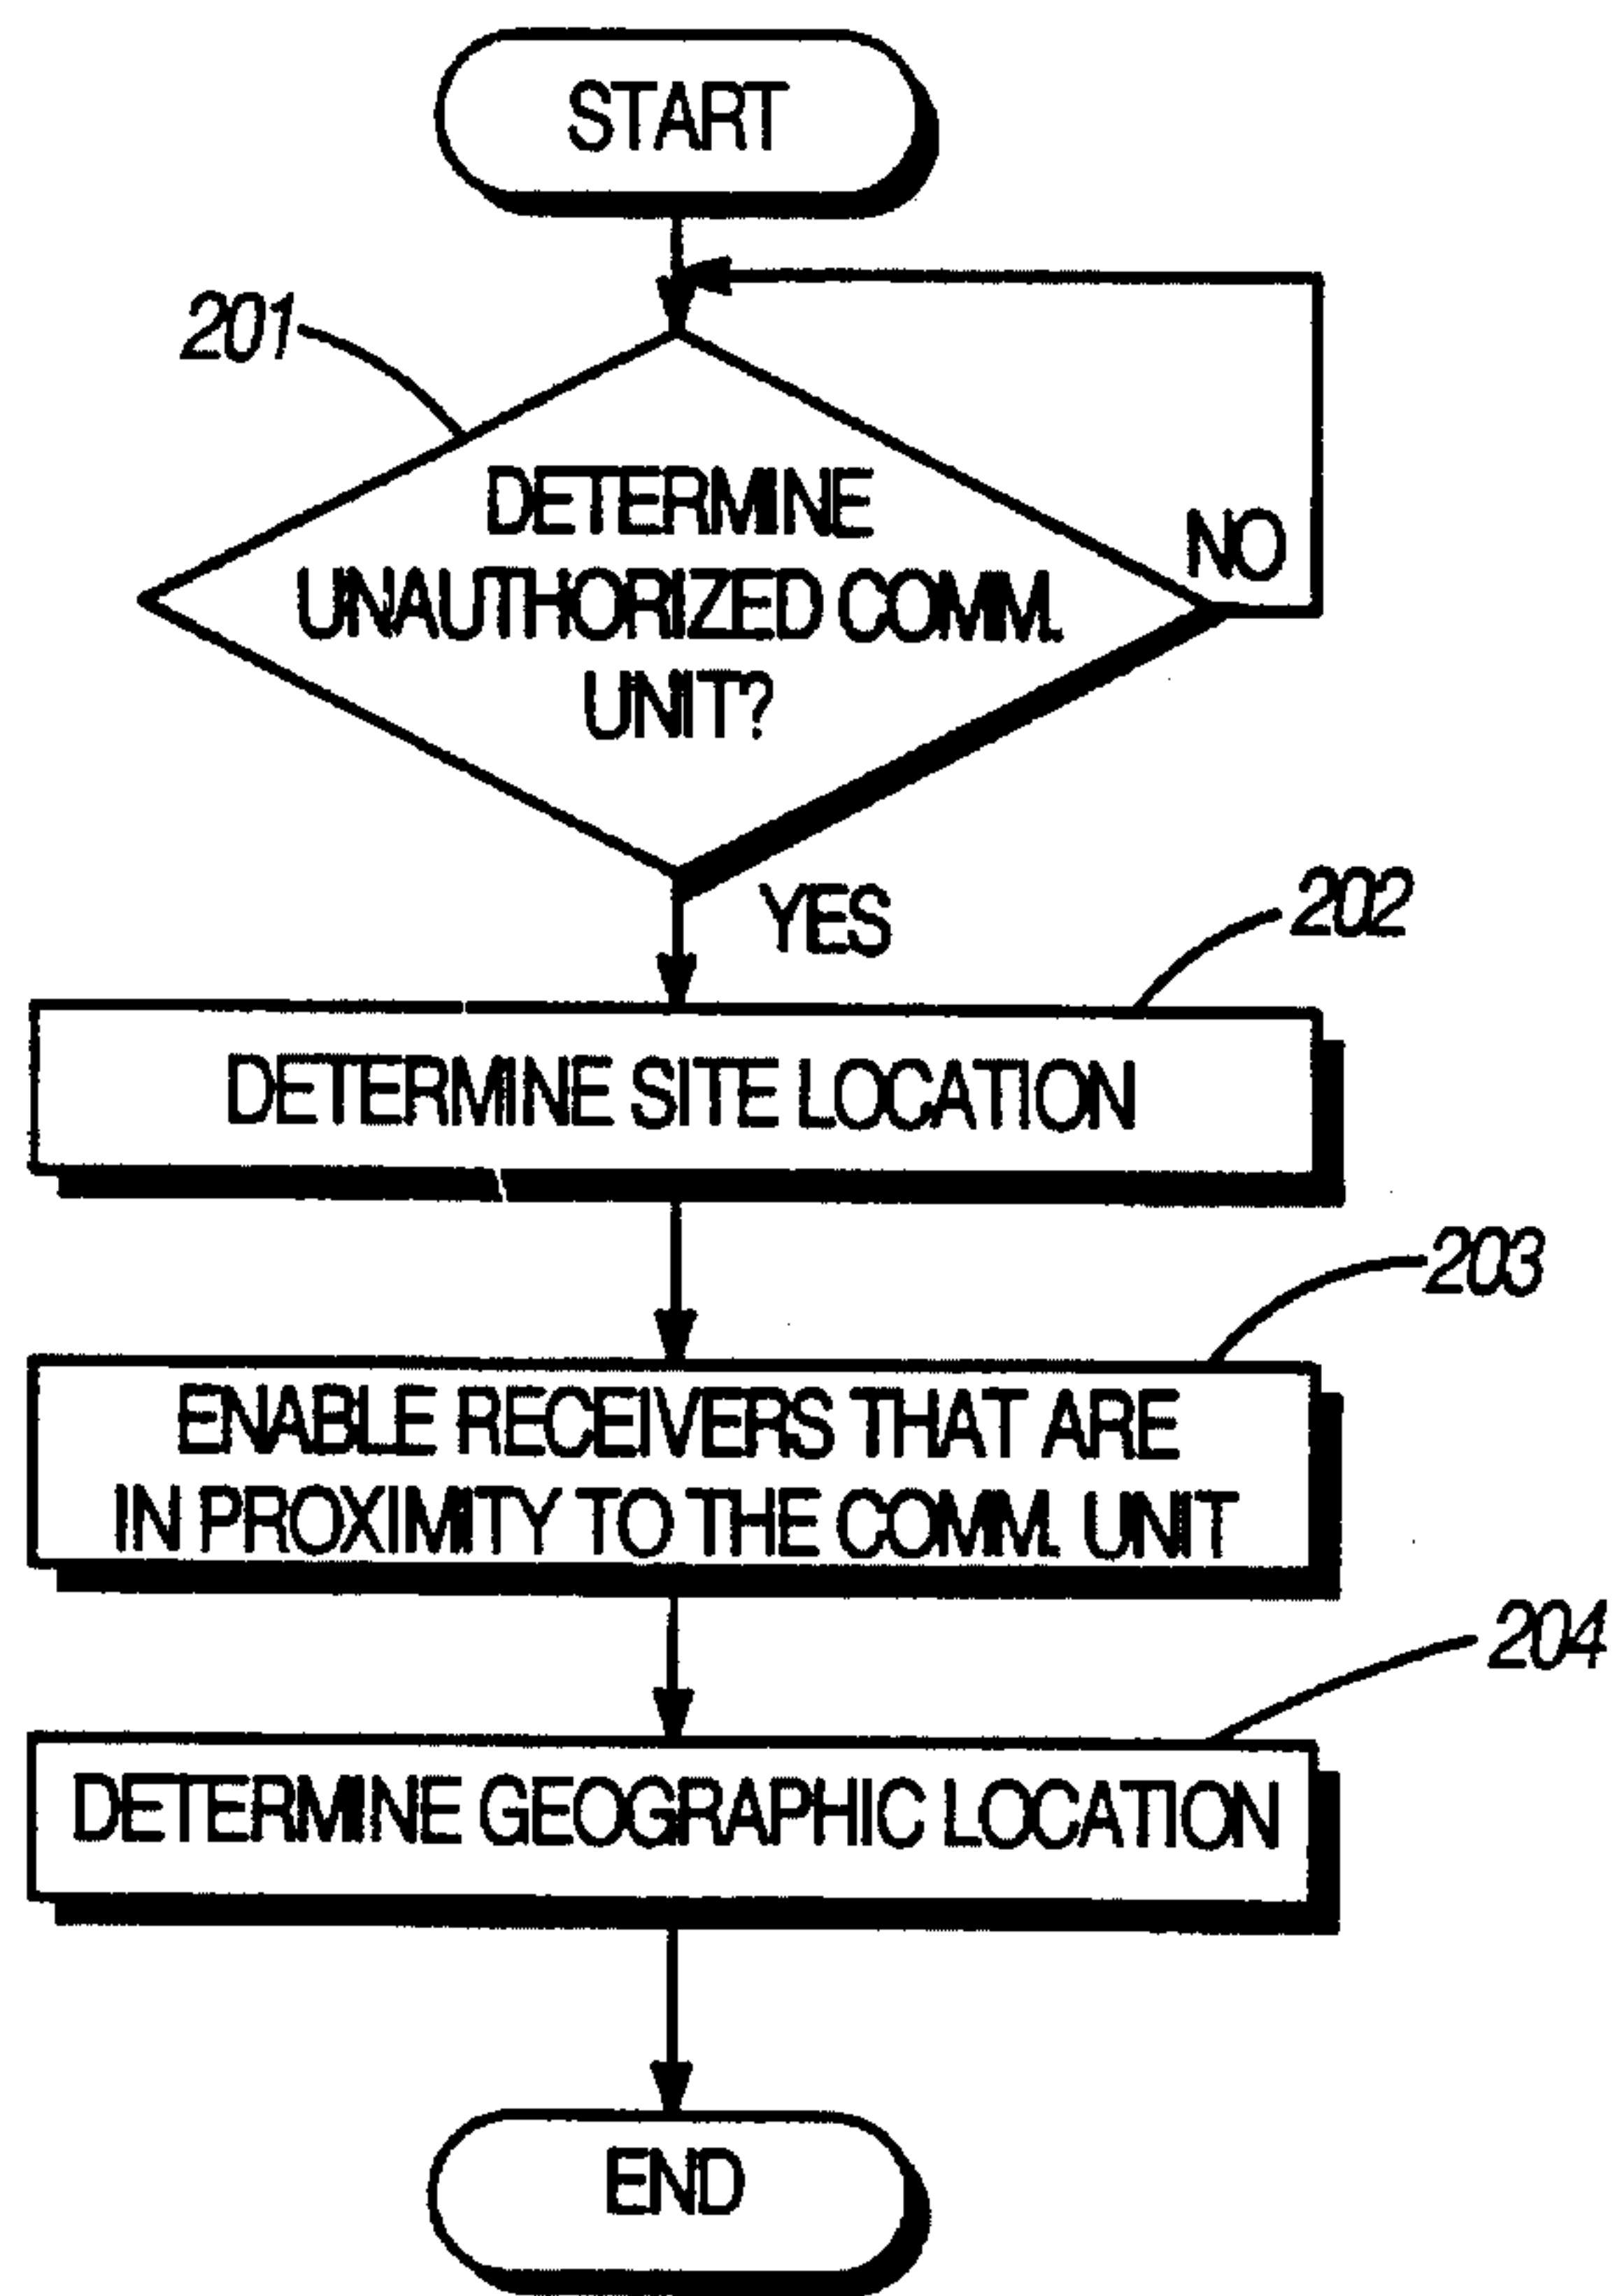 START
201
DETERMINE
UNAUTHORIZED COMM.
UNIT?
NO
YES
202
DETERMINE SITE LOCATION
203
ENABLE RECEIVERS THAT ARE
IN PROXIMITY TO THE COMM. UNIT
204
DETERMINE GEOGRAPHIC LOCATION
END